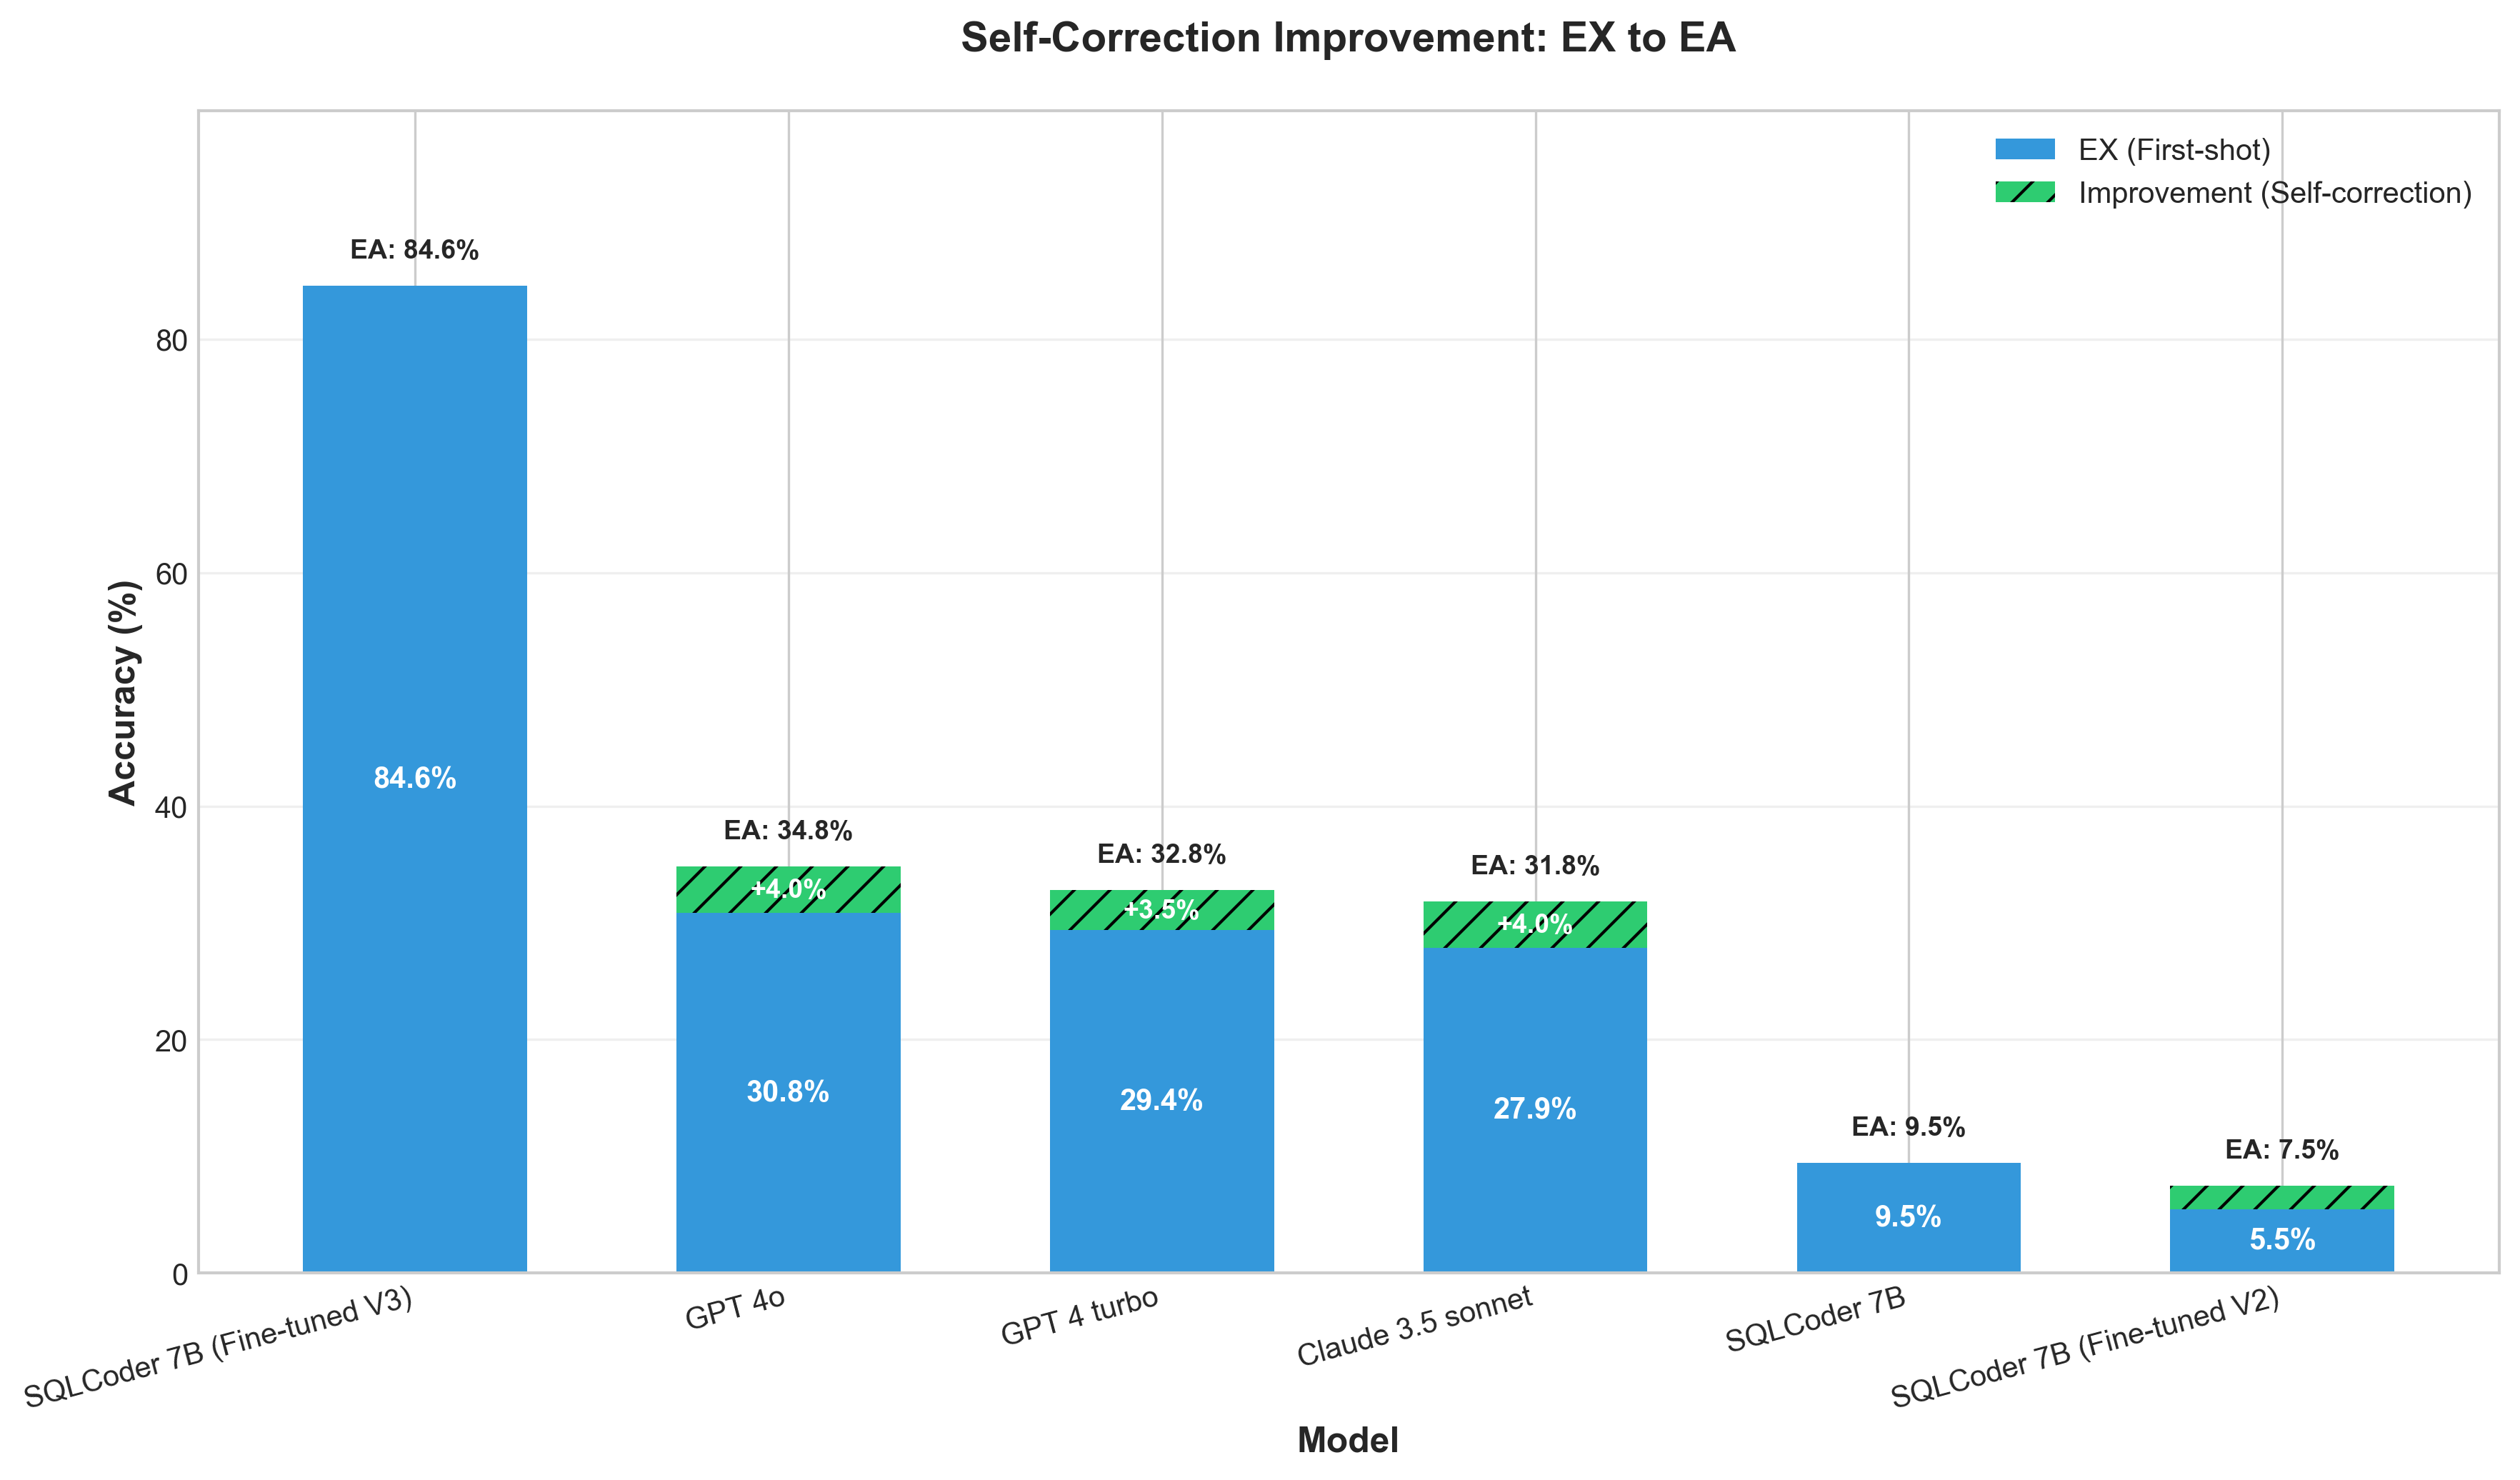 Self-Correction Improvement: EX to EA
EX (First-shot)
Improvement (Self-correction)
EA: 84.6%
84.6%
EA: 34.8%
+4.0%
30.8%
EA: 32.8%
+3.5%
29.4%
EA: 31.8%
+4.0%
27.9%
EA: 9.5%
9.5%
EA: 7.5%
5.5%
Accuracy (%)
80
60
40
20
0
SQLCoder 7B (Fine-tuned V3)
GPT 4o
GPT 4 turbo
Claude 3.5 sonnet
SQLCoder 7B
SQLCoder 7B (Fine-tuned V2)
Model